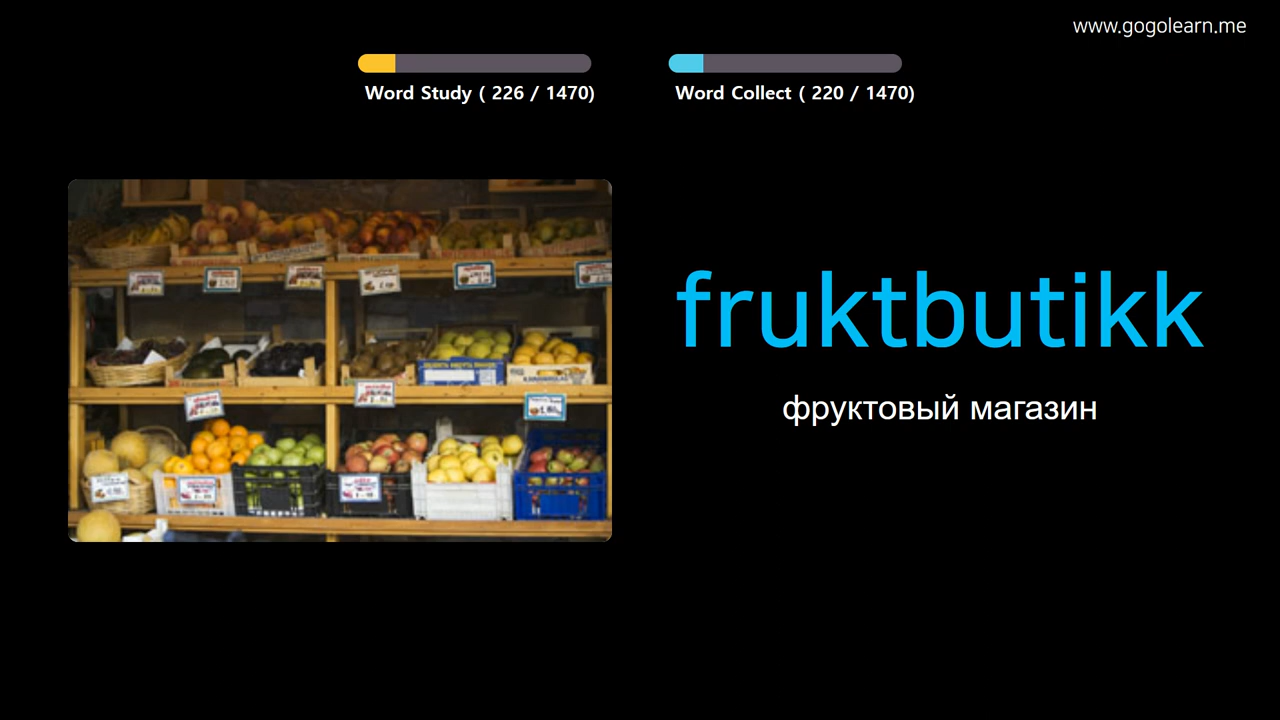 www.gogolearn.me
Word Study ( 226 / 1470)
Word Collect ( 220 / 1470)
fruktbutikk
фруктовый магазин